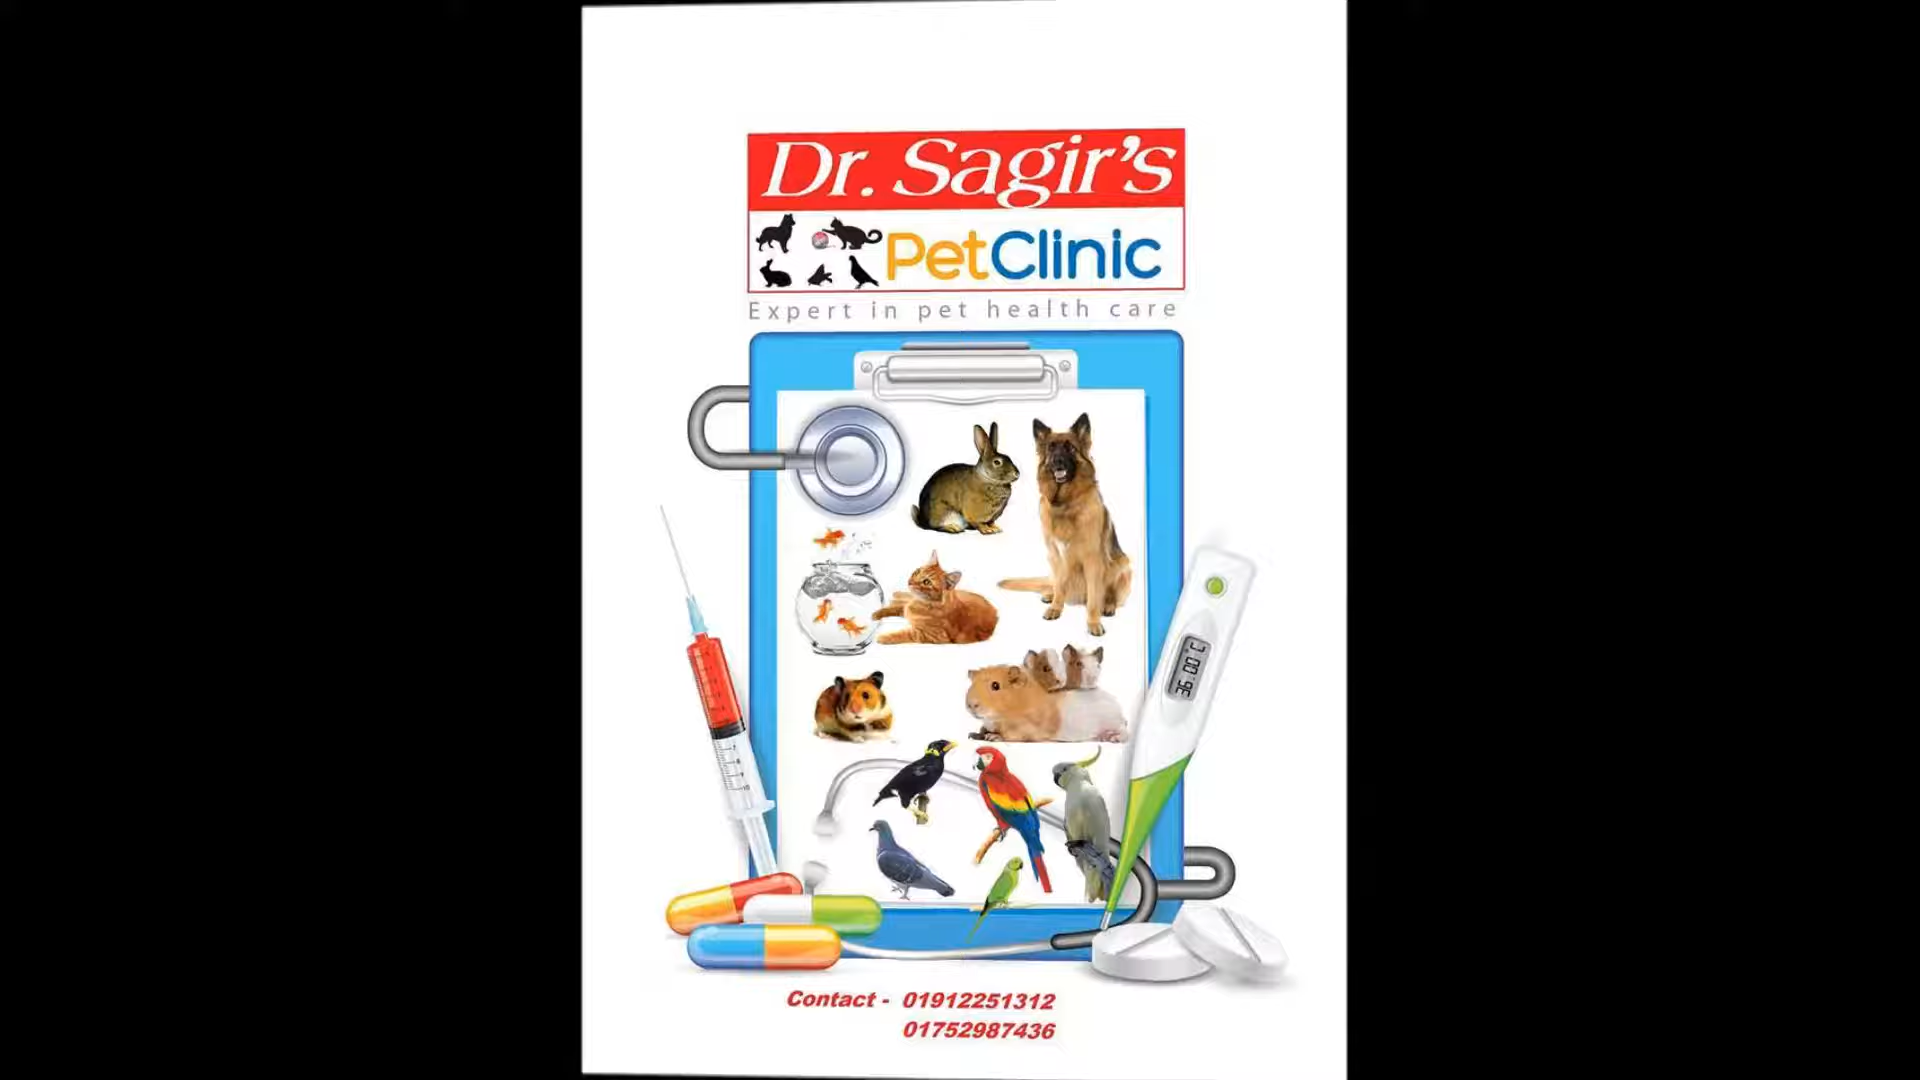 Dr. Sagir's
PetClinic
Expert in pet health care
36.00°C
Contact - 01912251312
01752987436